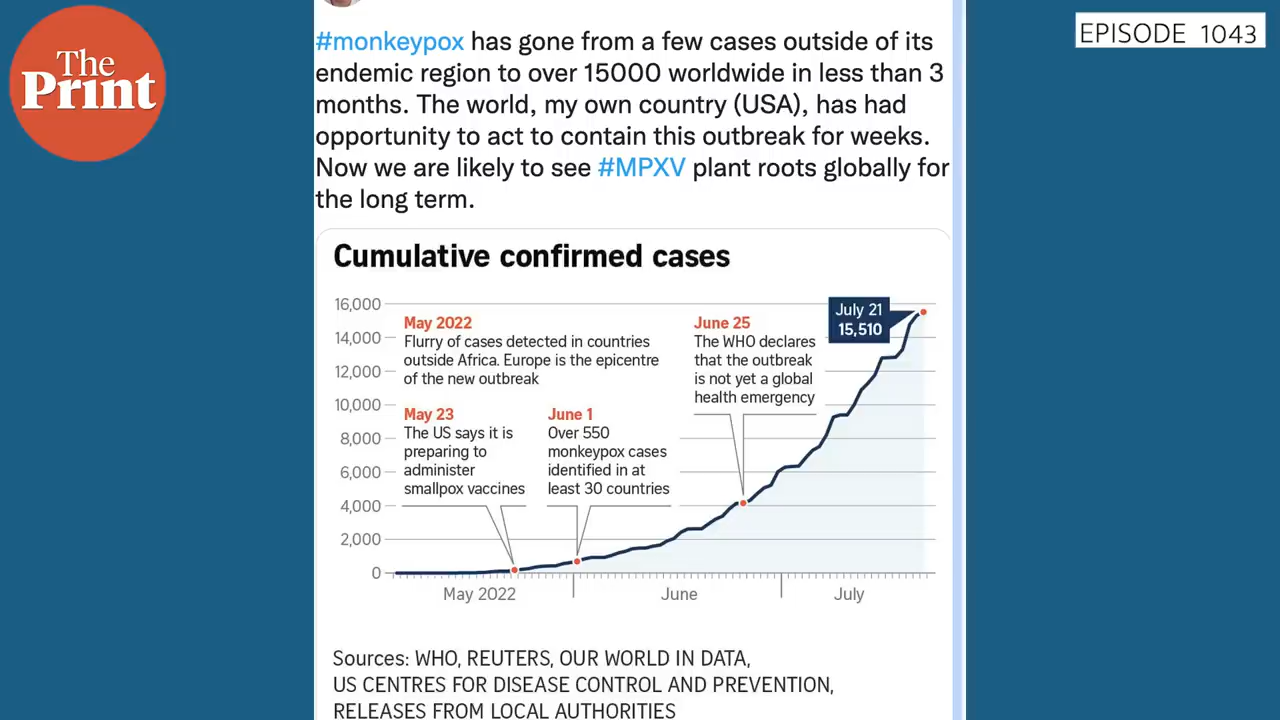 The
Print
EPISODE 1043
#monkeypox has gone from a few cases outside of its
endemic region to over 15000 worldwide in less than 3
months. The world, my own country (USA), has had
opportunity to act to contain this outbreak for weeks.
Now we are likely to see #MPXV plant roots globally for
the long term.
Cumulative confirmed cases
16,000
14,000
12,000
10,000
8,000
6,000
4,000
2,000
0
May 2022
Flurry of cases detected in countries
outside Africa. Europe is the epicentre
of the new outbreak
May 23
The US says it is
preparing to
administer
smallpox vaccines
June 1
Over 550
monkeypox cases
identified in at
least 30 countries
June 25
The WHO declares
that the outbreak
is not yet a global
health emergency
July 21
15,510
May 2022
June
July
Sources: WHO, REUTERS, OUR WORLD IN DATA,
US CENTRES FOR DISEASE CONTROL AND PREVENTION,
RELEASES FROM LOCAL AUTHORITIES